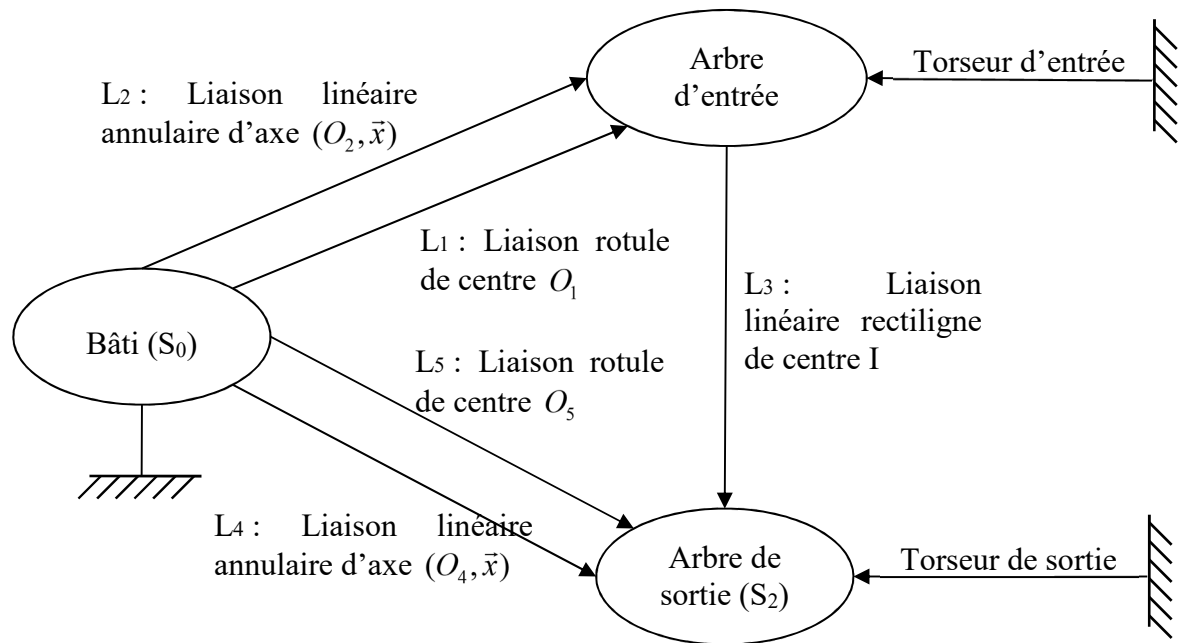 Arbre
d'entrée
Torseur d'entrée
L2 : Liaison linéaire
annulaire d'axe (O₂, x⃗)
L1 : Liaison rotule
de centre O₁
L3 : Liaison
linéaire rectiligne
de centre I
Bâti (S₀)
L5 : Liaison rotule
de centre O₅
L4 : Liaison linéaire
annulaire d'axe (O₄, x⃗)
Arbre de
sortie (S₂)
Torseur de sortie